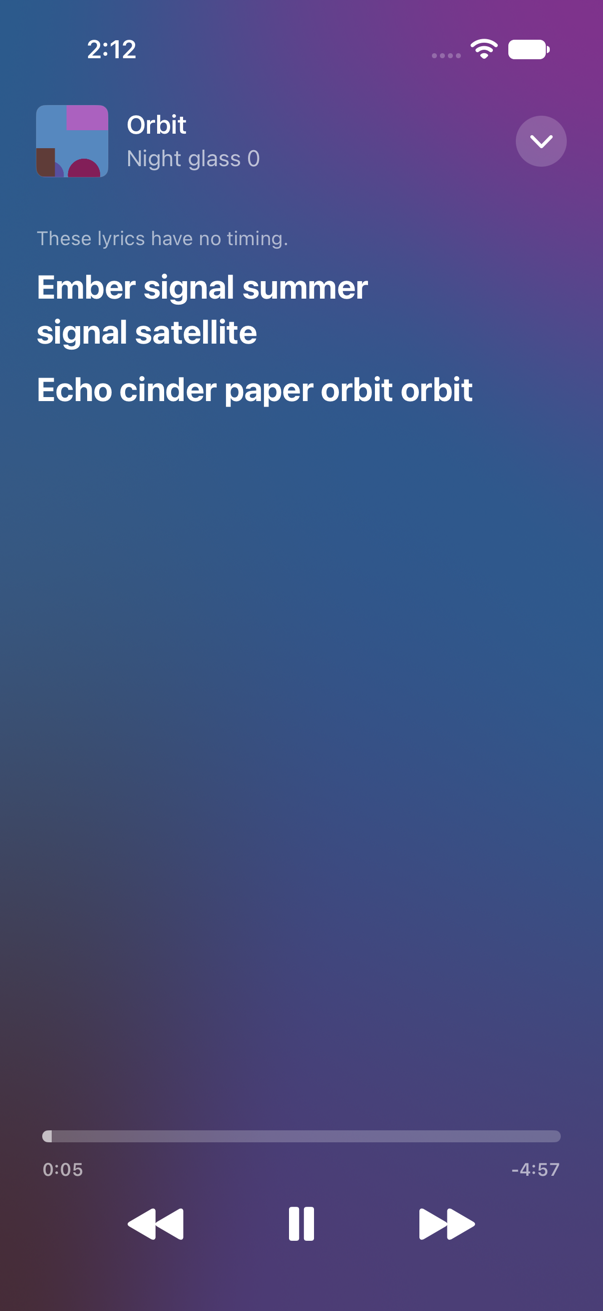 2:12
Orbit
Night glass 0
These lyrics have no timing.
Ember signal summer
signal satellite
Echo cinder paper orbit orbit
0:05
-4:57